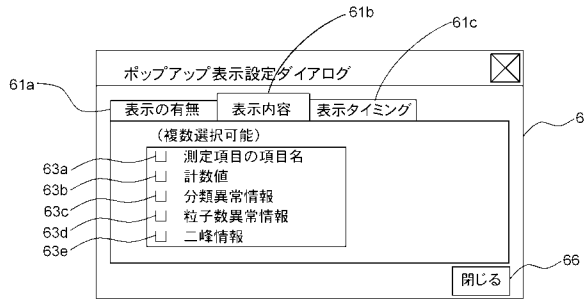 61b
61c
ポップアップ表示設定ダイアログ
61a
表示の有無 表示内容 表示タイミング
6
(複数選択可能)
63a 測定項目の項目名
63b 計数値
63c 分類異常情報
63d 粒子数異常情報
63e 二峰情報
66
閉じる